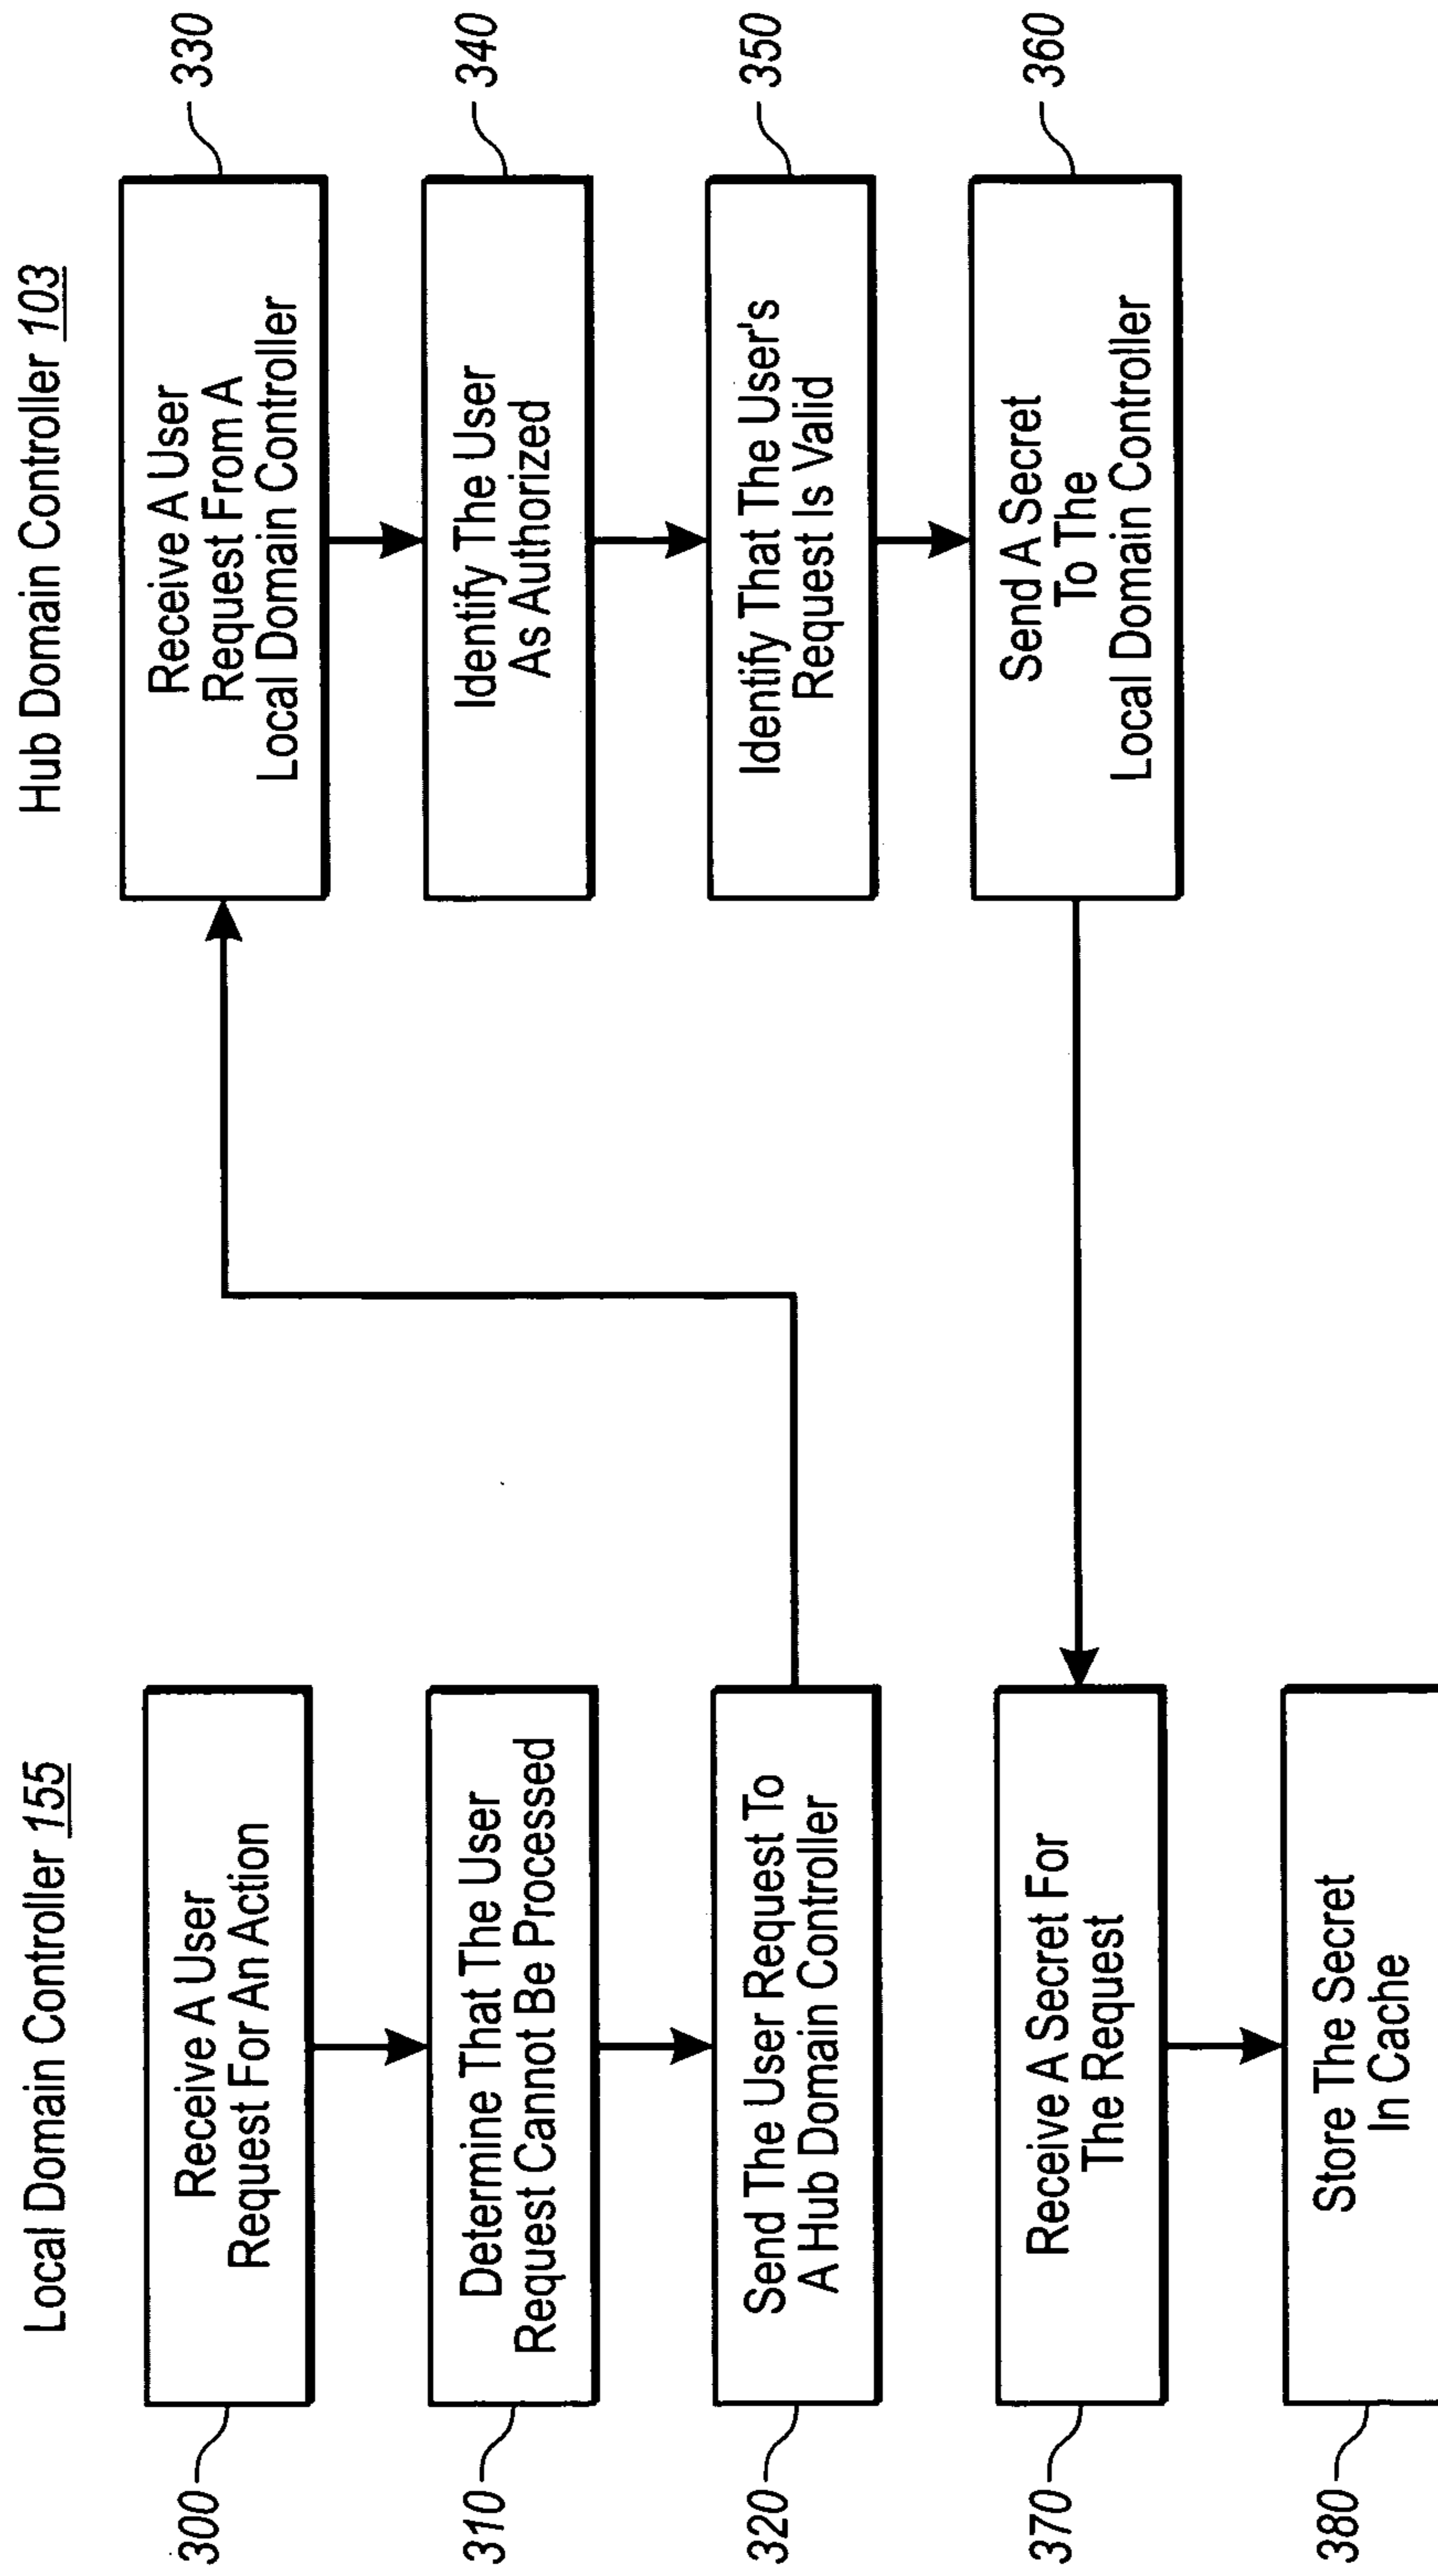 Local Domain Controller 155
300
Receive A User
Request For An Action
310
Determine That The User
Request Cannot Be Processed
320
Send The User Request To
A Hub Domain Controller
370
Receive A Secret For
The Request
380
Store The Secret
In Cache
Hub Domain Controller 103
Receive A User
Request From A
Local Domain Controller
330
Identify The User
As Authorized
340
Identify That The User's
Request Is Valid
350
Send A Secret
To The
Local Domain Controller
360